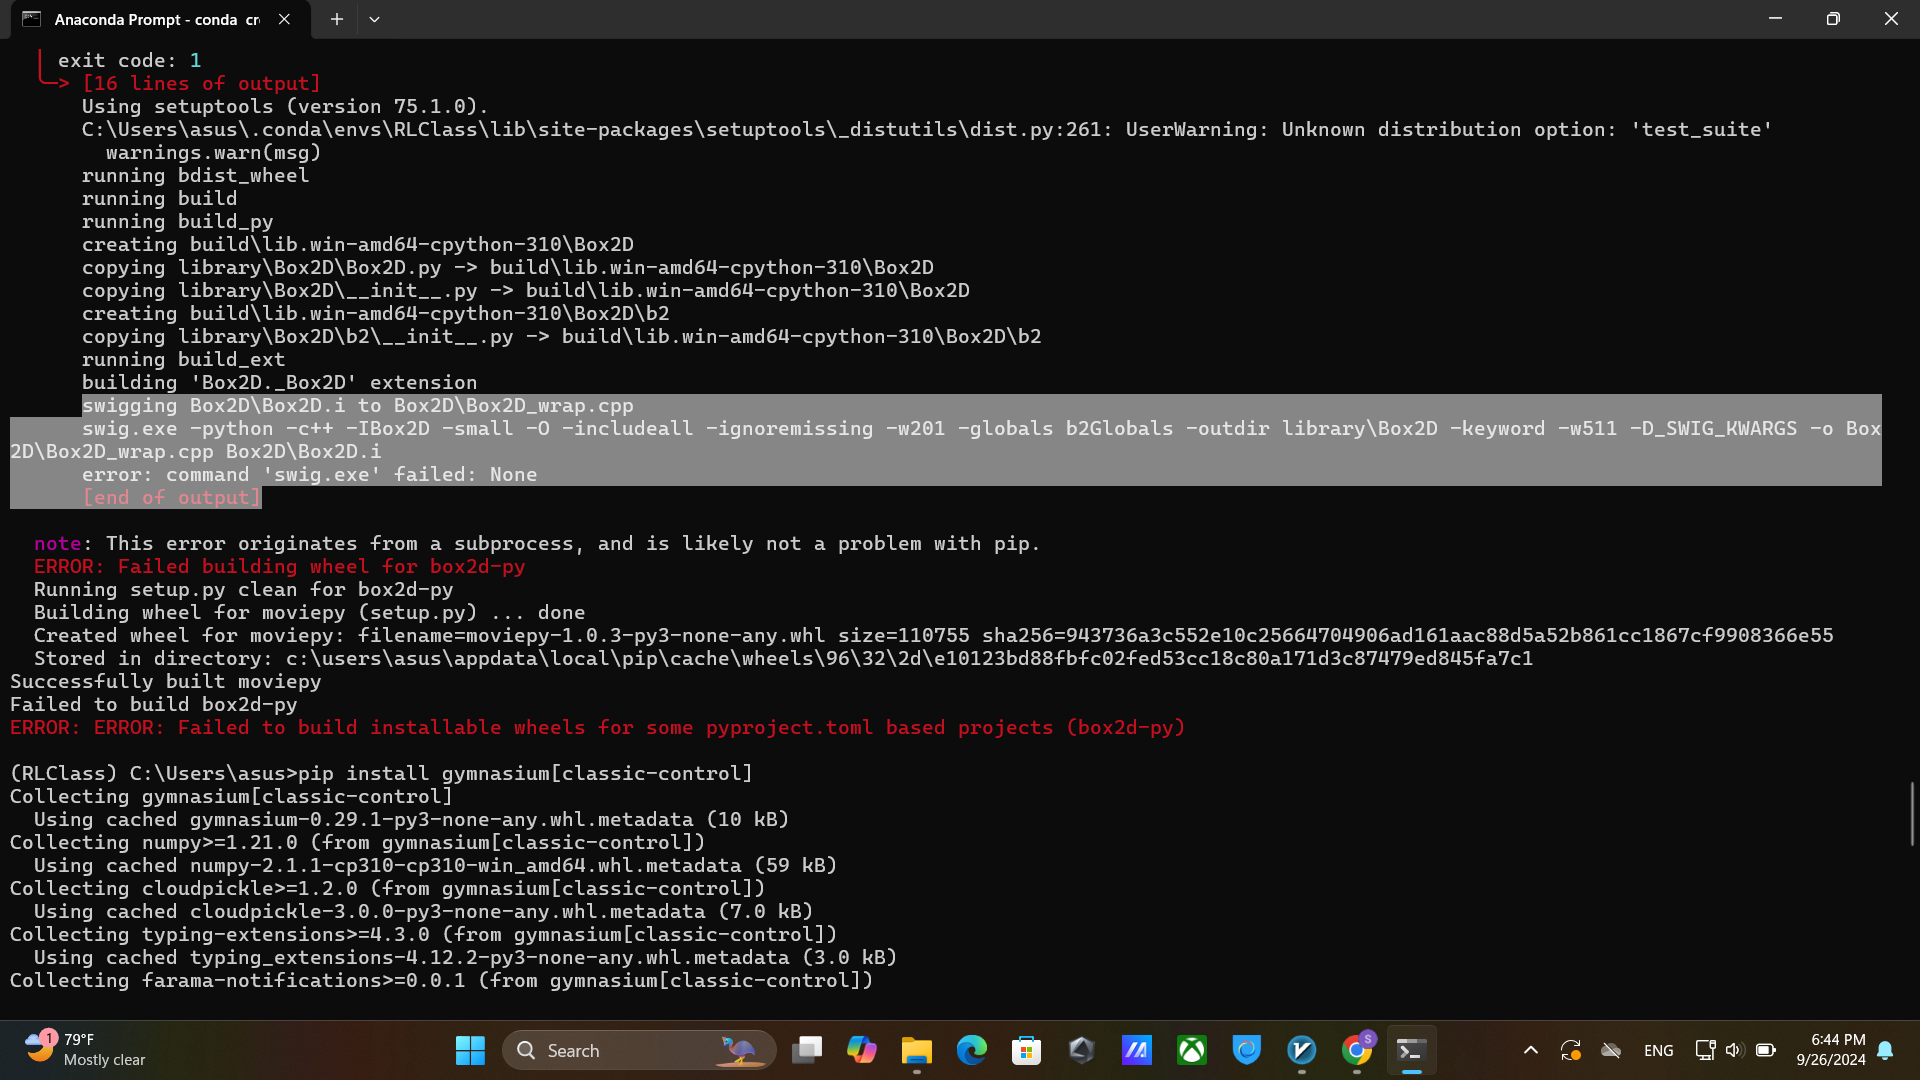 Anaconda Prompt - conda cr
exit code: 1
[16 lines of output]
Using setuptools (version 75.1.0).
C:\Users\asus\.conda\envs\RLClass\lib\site-packages\setuptools\_distutils\dist.py:261: UserWarning: Unknown distribution option: 'test_suite'
warnings.warn(msg)
running bdist_wheel
running build
running build_py
creating build\lib.win-amd64-cpython-310\Box2D
copying library\Box2D\Box2D.py -> build\lib.win-amd64-cpython-310\Box2D
copying library\Box2D\__init__.py -> build\lib.win-amd64-cpython-310\Box2D
creating build\lib.win-amd64-cpython-310\Box2D\b2
copying library\Box2D\b2\__init__.py -> build\lib.win-amd64-cpython-310\Box2D\b2
running build_ext
building 'Box2D._Box2D' extension
swigging Box2D\Box2D.i to Box2D\Box2D_wrap.cpp
swig.exe -python -c++ -IBox2D -small -O -includeall -ignoremissing -w201 -globals b2Globals -outdir library\Box2D -keyword -w511 -D_SWIG_KWARGS -o Box
2D\Box2D_wrap.cpp Box2D\Box2D.i
error: command 'swig.exe' failed: None
[end of output]
note: This error originates from a subprocess, and is likely not a problem with pip.
ERROR: Failed building wheel for box2d-py
Running setup.py clean for box2d-py
Building wheel for moviepy (setup.py) ... done
Created wheel for moviepy: filename=moviepy-1.0.3-py3-none-any.whl size=110755 sha256=943736a3c552e10c25664704906ad161aac88d5a52b861cc1867cf9908366e55
Stored in directory: c:\users\asus\appdata\local\pip\cache\wheels\96\32\2d\e10123bd88fbfc02fed53cc18c80a171d3c87479ed845fa7c1
Successfully built moviepy
Failed to build box2d-py
ERROR: ERROR: Failed to build installable wheels for some pyproject.toml based projects (box2d-py)
(RLClass) C:\Users\asus>pip install gymnasium[classic-control]
Collecting gymnasium[classic-control]
Using cached gymnasium-0.29.1-py3-none-any.whl.metadata (10 kB)
Collecting numpy>=1.21.0 (from gymnasium[classic-control])
Using cached numpy-2.1.1-cp310-cp310-win_amd64.whl.metadata (59 kB)
Collecting cloudpickle>=1.2.0 (from gymnasium[classic-control])
Using cached cloudpickle-3.0.0-py3-none-any.whl.metadata (7.0 kB)
Collecting typing-extensions>=4.3.0 (from gymnasium[classic-control])
Using cached typing_extensions-4.12.2-py3-none-any.whl.metadata (3.0 kB)
Collecting farama-notifications>=0.0.1 (from gymnasium[classic-control])
1
79°F
Mostly clear
Search
S
ENG
6:44 PM
9/26/2024